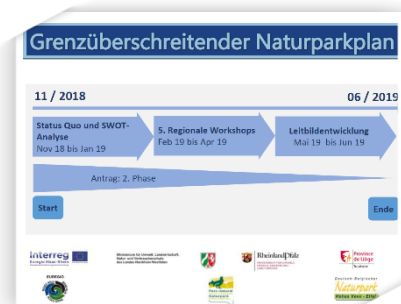 Grenzüberschreitender Naturparkplan
11 / 2018
06 / 2019
Status Quo und SWOT-
Analyse
Nov 18 bis Jan 19
5. Regionale Workshops
Feb 19 bis Apr 19
Leitbildentwicklung
Mai 19 bis Jun 19
Antrag: 2. Phase
Start
Ende
Interreg
RheinlandPfalz
Province
de Liège
EUREGIO
Naturpark